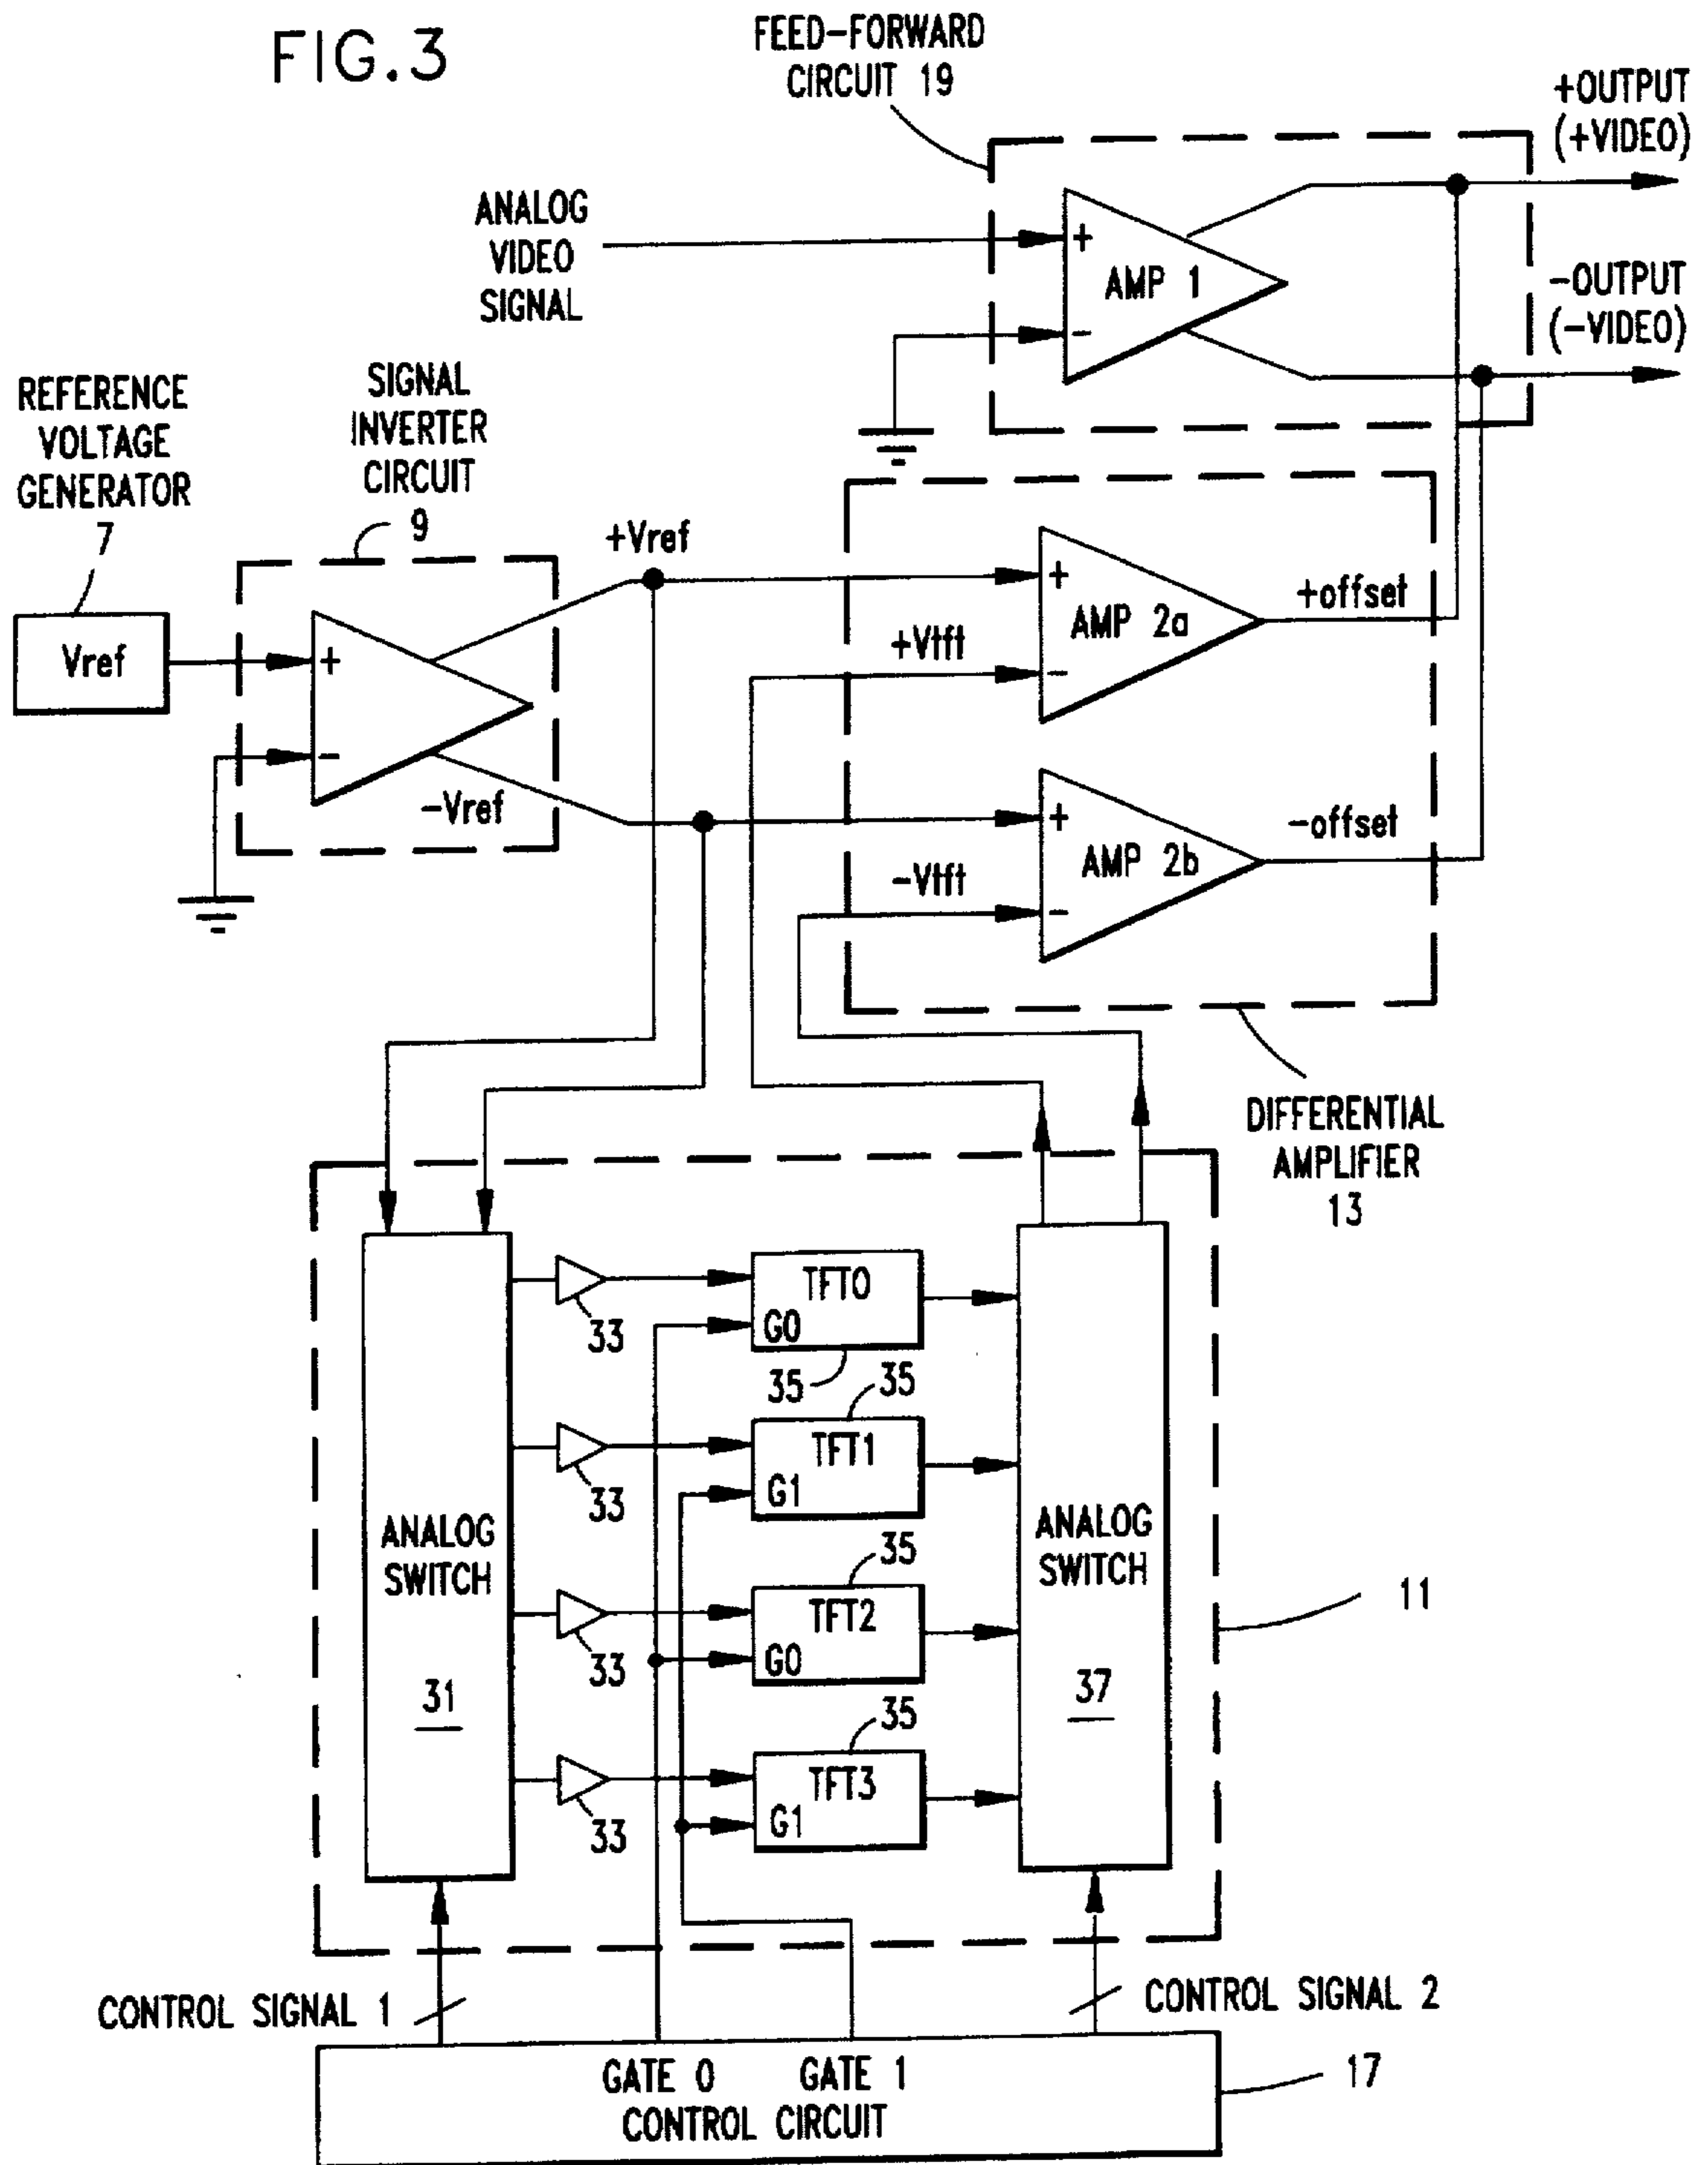 FIG.3
FEED-FORWARD
CIRCUIT 19
+OUTPUT
(+VIDEO)
ANALOG
VIDEO
SIGNAL
+
AMP 1
-
-OUTPUT
(-VIDEO)
REFERENCE
VOLTAGE
GENERATOR
7
SIGNAL
INVERTER
CIRCUIT
9
+Vref
Vref
+
-
-Vref
+
AMP 2a
+offset
+Vtft
-
+
AMP 2b
-offset
-Vtft
-
DIFFERENTIAL
AMPLIFIER
13
TFT0
G0
33
35
35
TFT1
G1
33
ANALOG
SWITCH
31
35
TFT2
G0
33
35
TFT3
G1
33
ANALOG
SWITCH
37
11
CONTROL SIGNAL 1
CONTROL SIGNAL 2
GATE 0
GATE 1
CONTROL CIRCUIT
17